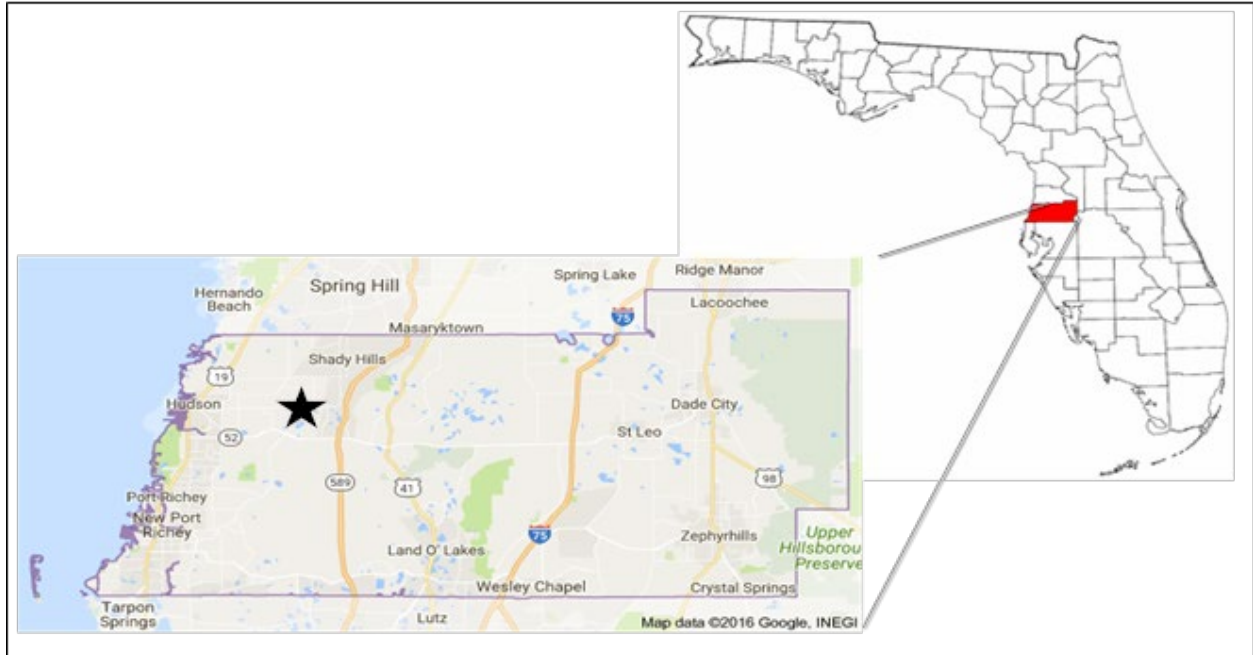 Spring Lake
Ridge Manor
Hernando
Beach
Spring Hill
Lacoochee
75
Masaryktown
Shady Hills
19
Hudson
Dade City
52
St Leo
98
589
41
Port Richey
New Port
Richey
75
Zephyrhills
Upper
Hillsborou
Preserve
Land O' Lakes
Wesley Chapel
Crystal Springs
Tarpon
Springs
Lutz
Map data ©2016 Google, INEGI